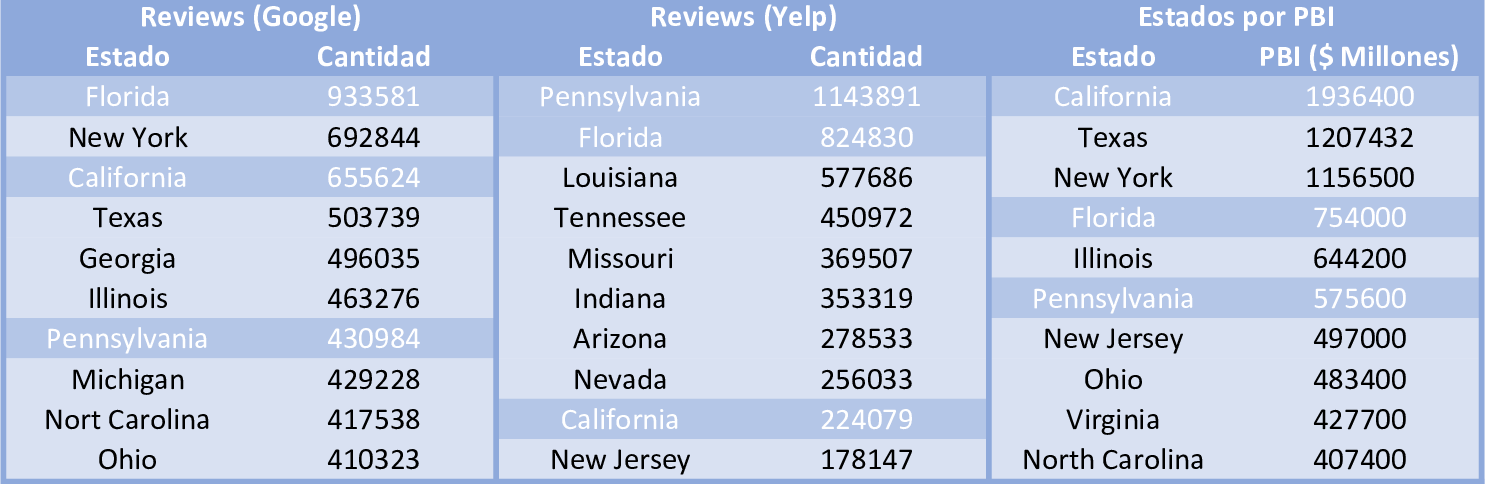 Reviews (Google) Reviews (Yelp) Estados por PBI
Estado Cantidad Estado Cantidad Estado PBI ($ Millones)
Florida 933581 Pennsylvania 1143891 California 1936400
New York 692844 Florida 824830 Texas 1207432
California 655624 Louisiana 577686 New York 1156500
Texas 503739 Tennessee 450972 Florida 754000
Georgia 496035 Missouri 369507 Illinois 644200
Illinois 463276 Indiana 353319 Pennsylvania 575600
Pennsylvania 430984 Arizona 278533 New Jersey 497000
Michigan 429228 Nevada 256033 Ohio 483400
Nort Carolina 417538 California 224079 Virginia 427700
Ohio 410323 New Jersey 178147 North Carolina 407400